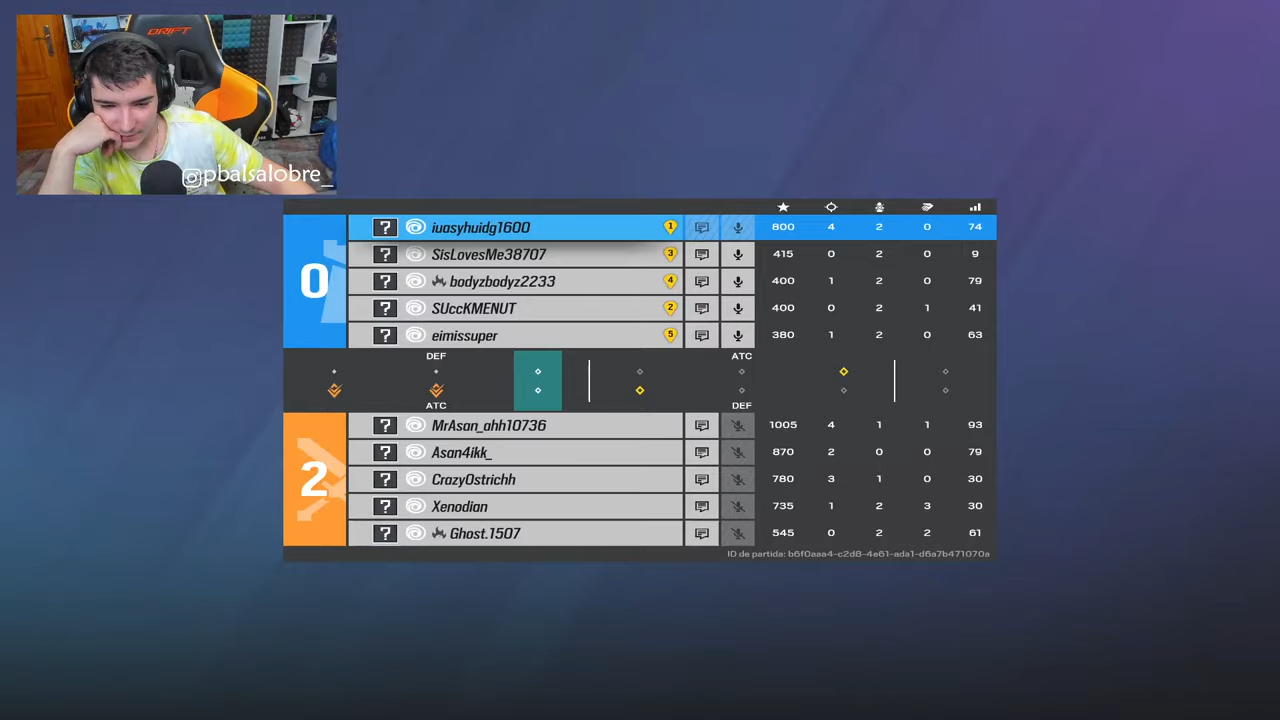 DRIFT
pbalsalobre_
0
iuasyhuidg1600 1 800 4 2 0 74
SisLovesMe38707 3 415 0 2 0 9
bodyzbodyz2233 4 400 1 2 0 79
SUccKMENUT 2 400 0 2 1 41
eimissuper 5 380 1 2 0 63
DEF ATC
ATC DEF
2
MrAsan_ahh10736 1005 4 1 1 93
Asan4ikk_ 870 2 0 0 79
CrazyOstrichh 780 3 1 0 30
Xenodian 735 1 2 3 30
Ghost.1507 545 0 2 2 61
ID de partida: b6f0aaa4-c2d8-4e61-ada1-d6a7b471070a